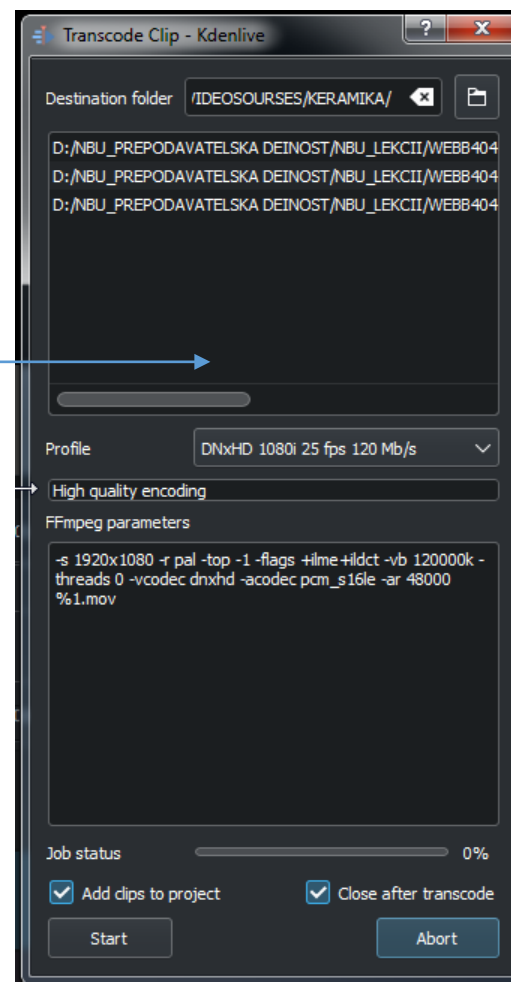 Transcode Clip - Kdenlive
Destination folder /IDEOSOURSES/KERAMIKA/
D:/NBU_PREPODAVATELSKA DEINOST/NBU_LEKCII/WEBB404
D:/NBU_PREPODAVATELSKA DEINOST/NBU_LEKCII/WEBB404
D:/NBU_PREPODAVATELSKA DEINOST/NBU_LEKCII/WEBB404
Profile DNxHD 1080i 25 fps 120 Mb/s
High quality encoding
FFmpeg parameters
-s 1920x1080 -r pal -top -1 -flags +ilme+ildct -vb 120000k -
threads 0 -vcodec dnxhd -acodec pcm_s16le -ar 48000
%1.mov
Job status 0%
Add clips to project Close after transcode
Start Abort